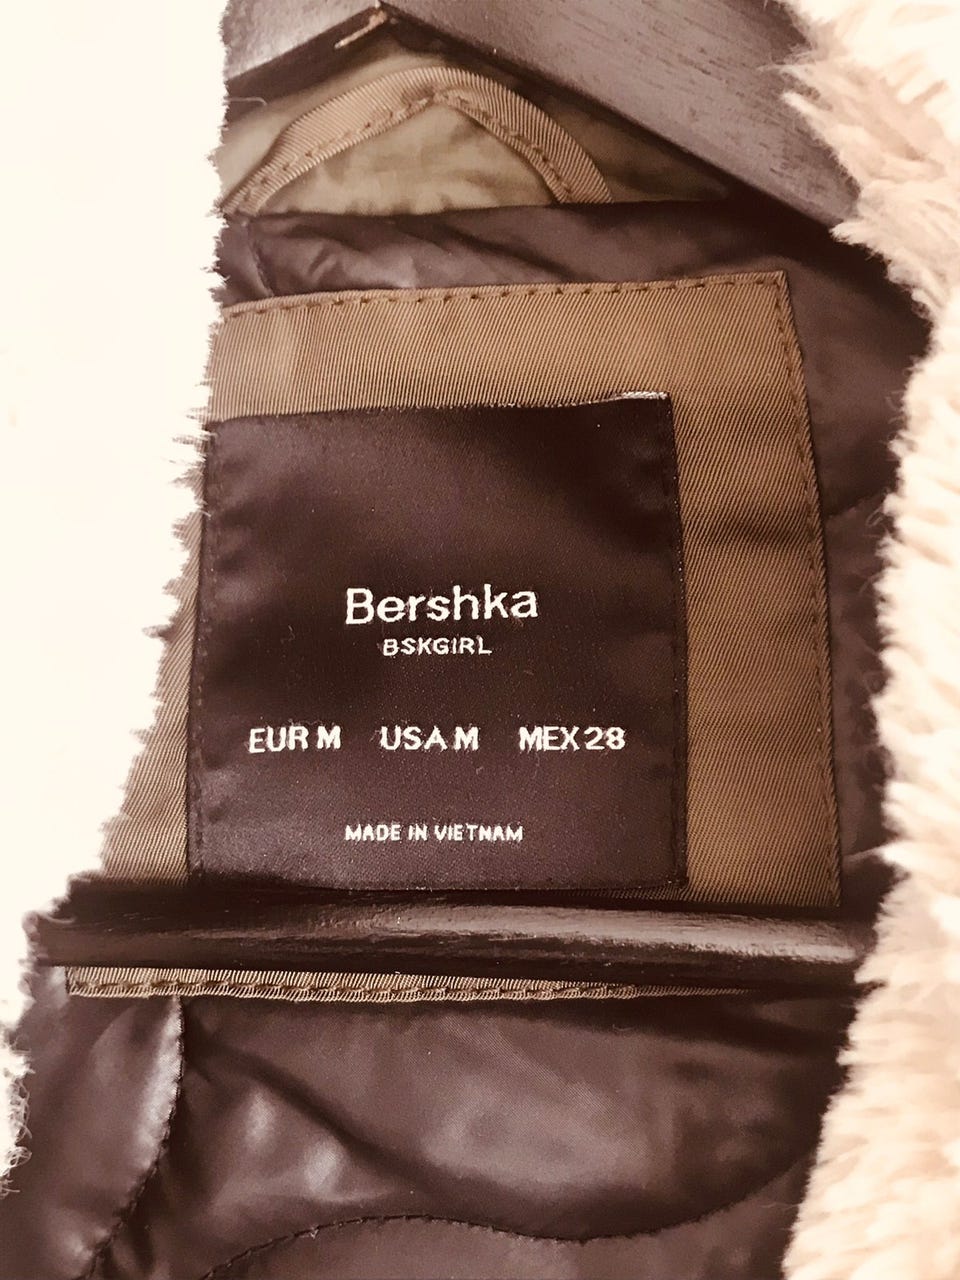 Bershka
BSKGIRL
EUR M USA M MEX 28
MADE IN VIETNAM